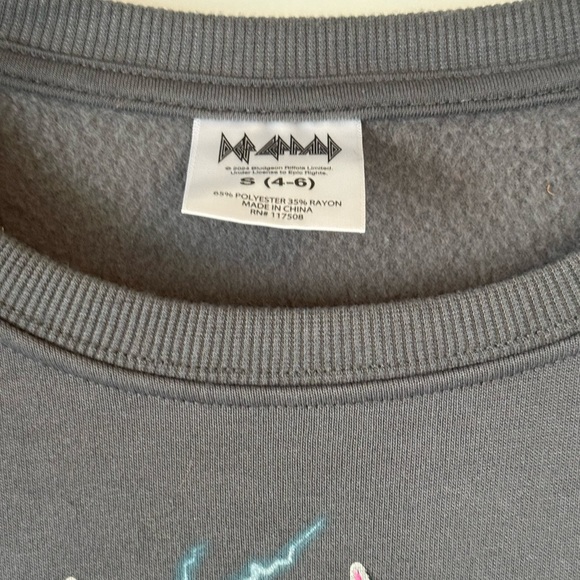 DEF LEPPARD
© 2024 Bludgeon Riffola Limited.
Under License to Epic Rights.
S (4-6)
65% POLYESTER 35% RAYON
MADE IN CHINA
RN# 117508